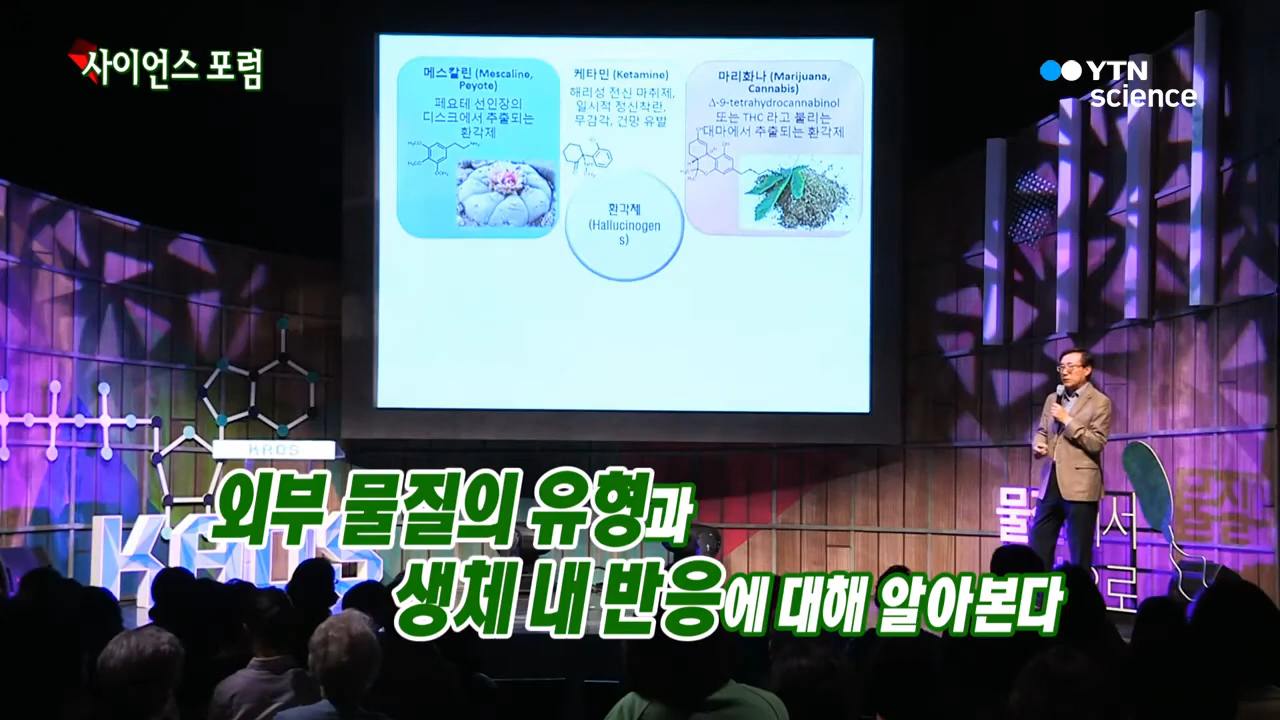 사이언스 포럼
YTN
science
메스칼린 (Mescaline,
Peyote)
페요테 선인장의
디스크에서 추출되는
환각제
케타민 (Ketamine)
해리성 전신 마취제,
일시적 정신착란,
무감각, 건망 유발
마리화나 (Marijuana,
Cannabis)
Δ-9-tetrahydrocannabinol
또는 THC 라고 불리는
대마에서 추출되는 환각제
환각제
(Hallucinogen
s)
KAOS
KAOS
외부 물질의 유형과
생체 내 반응에 대해 알아본다